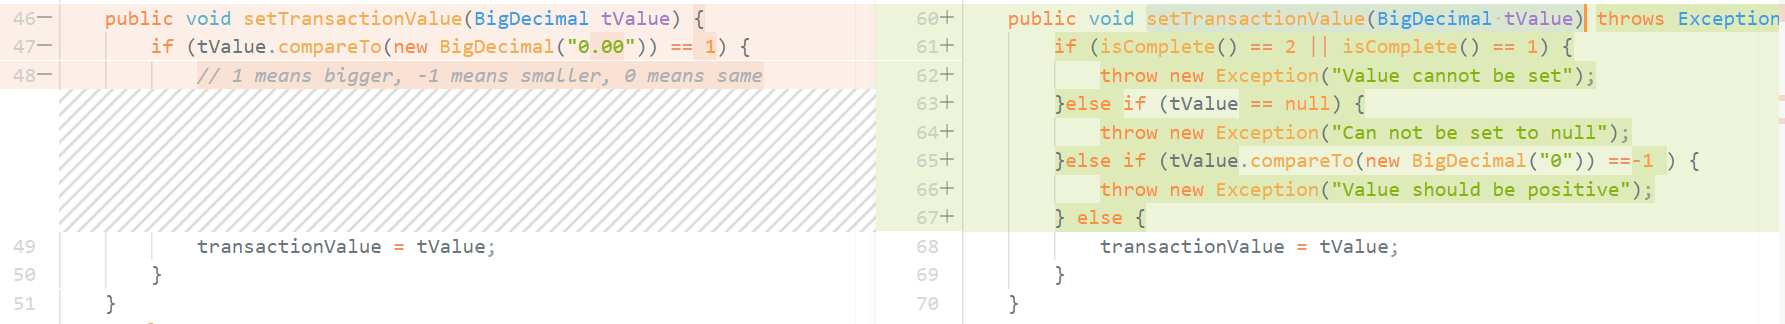 46— public void setTransactionValue(BigDecimal tValue) {
47— if (tValue.compareTo(new BigDecimal("0.00")) == 1) {
48— // 1 means bigger, -1 means smaller, 0 means same
49 transactionValue = tValue;
50 }
51 }
60+ public void setTransactionValue(BigDecimal·tValue) throws Exception
61+ if (isComplete() == 2 || isComplete() == 1) {
62+ throw new Exception("Value cannot be set");
63+ }else if (tValue == null) {
64+ throw new Exception("Can not be set to null");
65+ }else if (tValue.compareTo(new BigDecimal("0")) ==-1 ) {
66+ throw new Exception("Value should be positive");
67+ } else {
68 transactionValue = tValue;
69 }
70 }